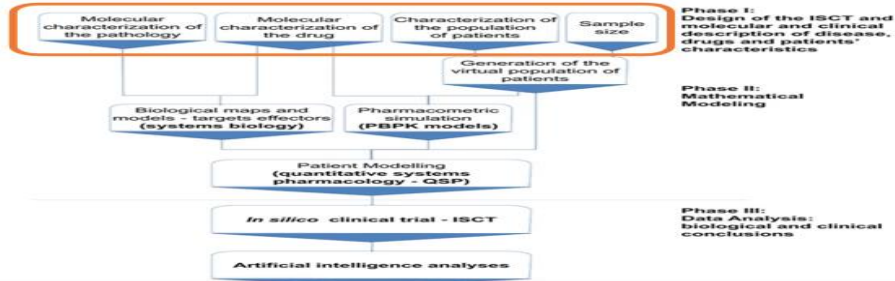 Molecular
characterization of
the pathology
Molecular
characterization of
the drug
Characterization of
the population
of patients
Sample
size
Phase I:
Design of the ISCT and
molecular and clinical
description of disease,
drugs and patients'
characteristics
Generation of the
virtual population of
patients
Phase II:
Mathematical
Modeling
Biological maps and
models - targets effectors
(systems biology)
Pharmacometric
simulation
(PBPK models)
Patient Modelling
(quantitative systems
pharmacology - QSP)
In silico clinical trial - ISCT
Phase III:
Data Analysis:
biological and clinical
conclusions
Artificial intelligence analyses